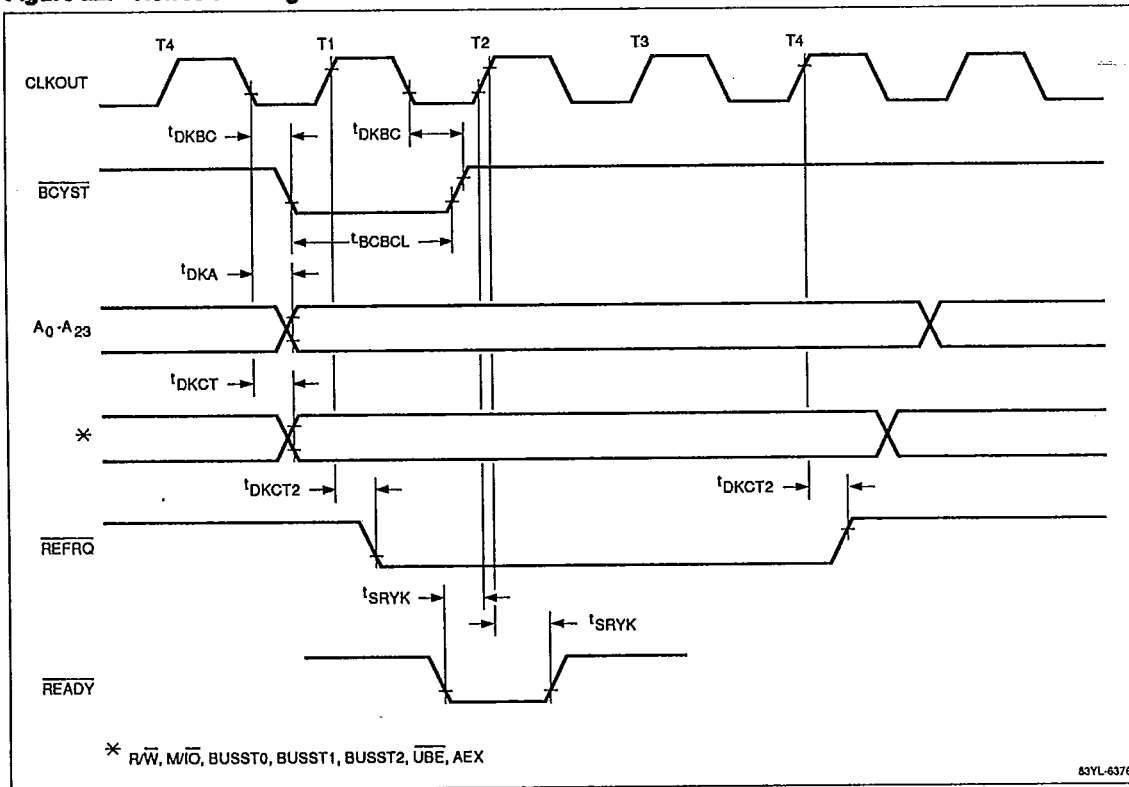 T4 T1 T2 T3 T4
CLKOUT
tDKBC tDKBC
BCYST
tBCBCL
tDKA
A0-A23
tDKCT
*
tDKCT2 tDKCT2
REFRQ
tSRYK
tSRYK
READY
* R/W, M/IO, BUSST0, BUSST1, BUSST2, UBE, AEX
83YL-6376